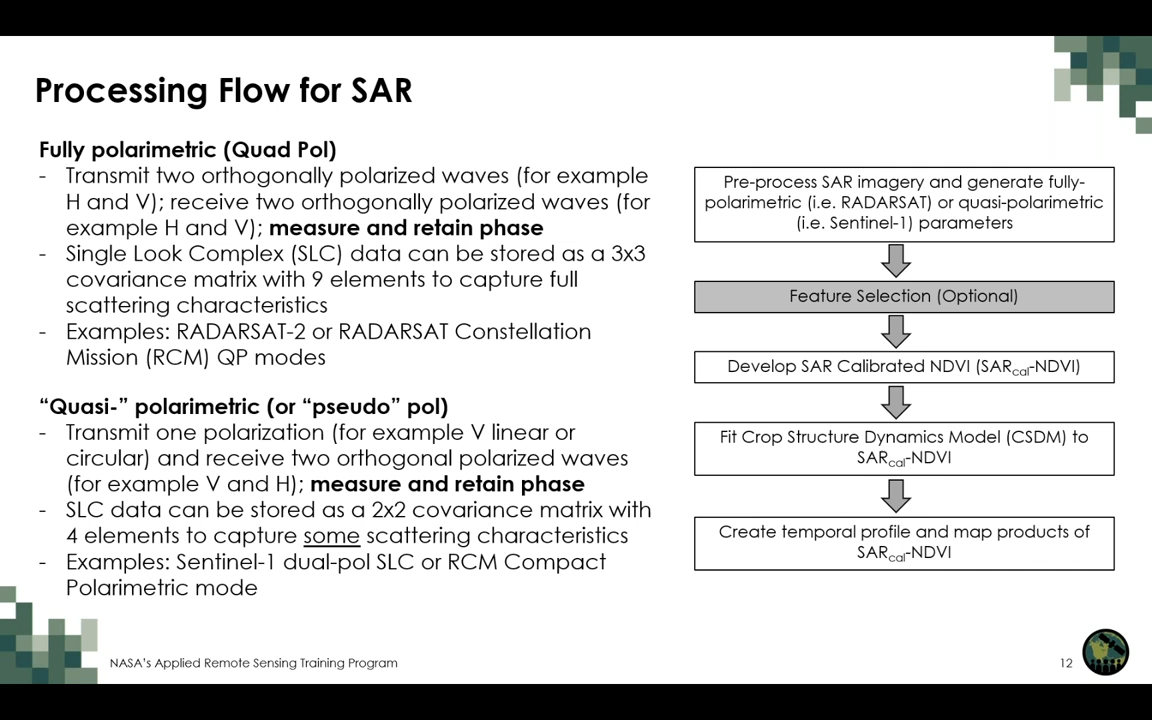 Processing Flow for SAR
Fully polarimetric (Quad Pol)
- Transmit two orthogonally polarized waves (for example
H and V); receive two orthogonally polarized waves (for
example H and V); measure and retain phase
- Single Look Complex (SLC) data can be stored as a 3x3
covariance matrix with 9 elements to capture full
scattering characteristics
- Examples: RADARSAT-2 or RADARSAT Constellation
Mission (RCM) QP modes
“Quasi-” polarimetric (or “pseudo” pol)
- Transmit one polarization (for example V linear or
circular) and receive two orthogonal polarized waves
(for example V and H); measure and retain phase
- SLC data can be stored as a 2x2 covariance matrix with
4 elements to capture some scattering characteristics
- Examples: Sentinel-1 dual-pol SLC or RCM Compact
Polarimetric mode
Pre-process SAR imagery and generate fully-
polarimetric (i.e. RADARSAT) or quasi-polarimetric
(i.e. Sentinel-1) parameters
Feature Selection (Optional)
Develop SAR Calibrated NDVI (SARcal-NDVI)
Fit Crop Structure Dynamics Model (CSDM) to
SARcal-NDVI
Create temporal profile and map products of
SARcal-NDVI
NASA's Applied Remote Sensing Training Program
12